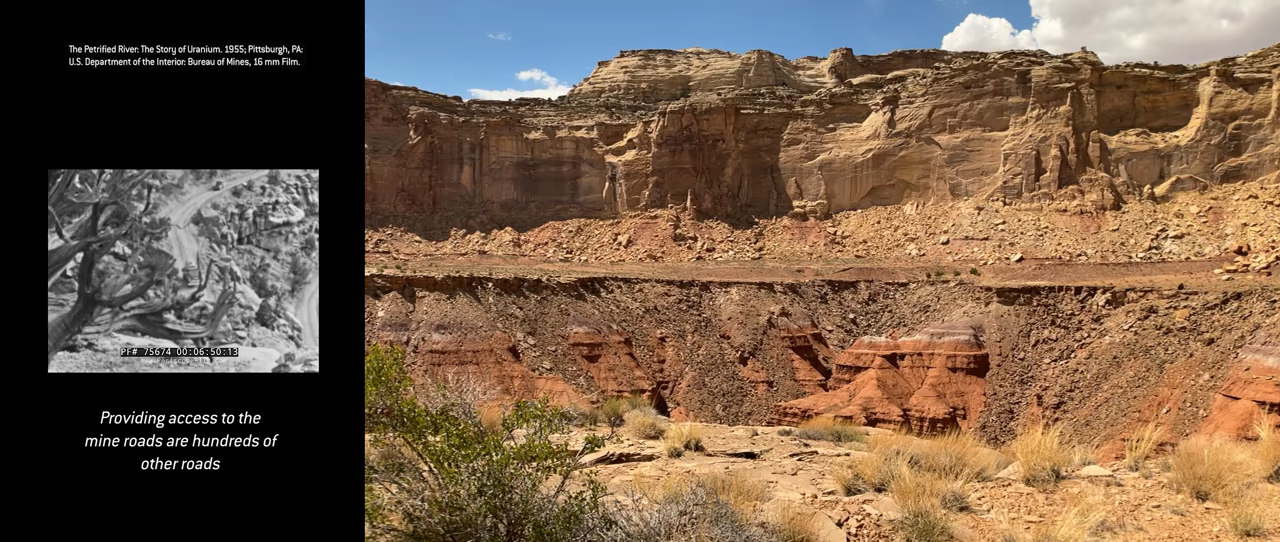 The Petrified River: The Story of Uranium. 1955; Pittsburgh, PA:
U.S. Department of the Interior: Bureau of Mines, 16 mm Film.
PF# 75674 00:06:50:13
Providing access to the
mine roads are hundreds of
other roads